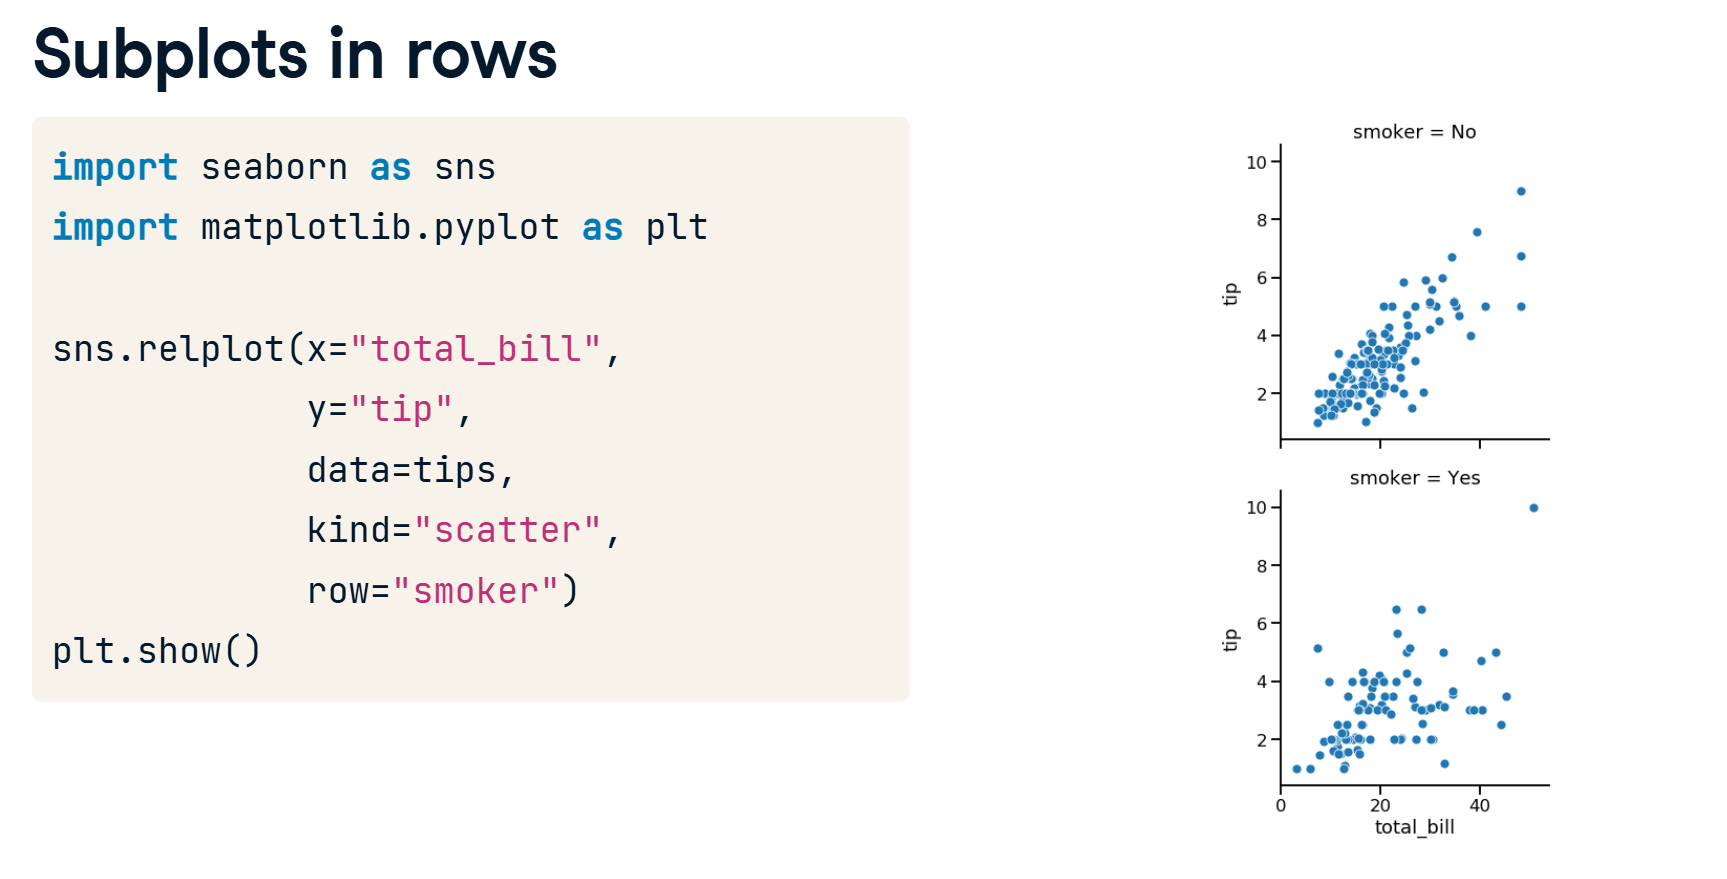 Subplots in rows
import seaborn as sns
import matplotlib.pyplot as plt
sns.relplot(x="total_bill",
y="tip",
data=tips,
kind="scatter",
row="smoker")
plt.show()
smoker = No
10
8
6
4
2
tip
smoker = Yes
10
8
6
4
2
tip
0 20 40
total_bill